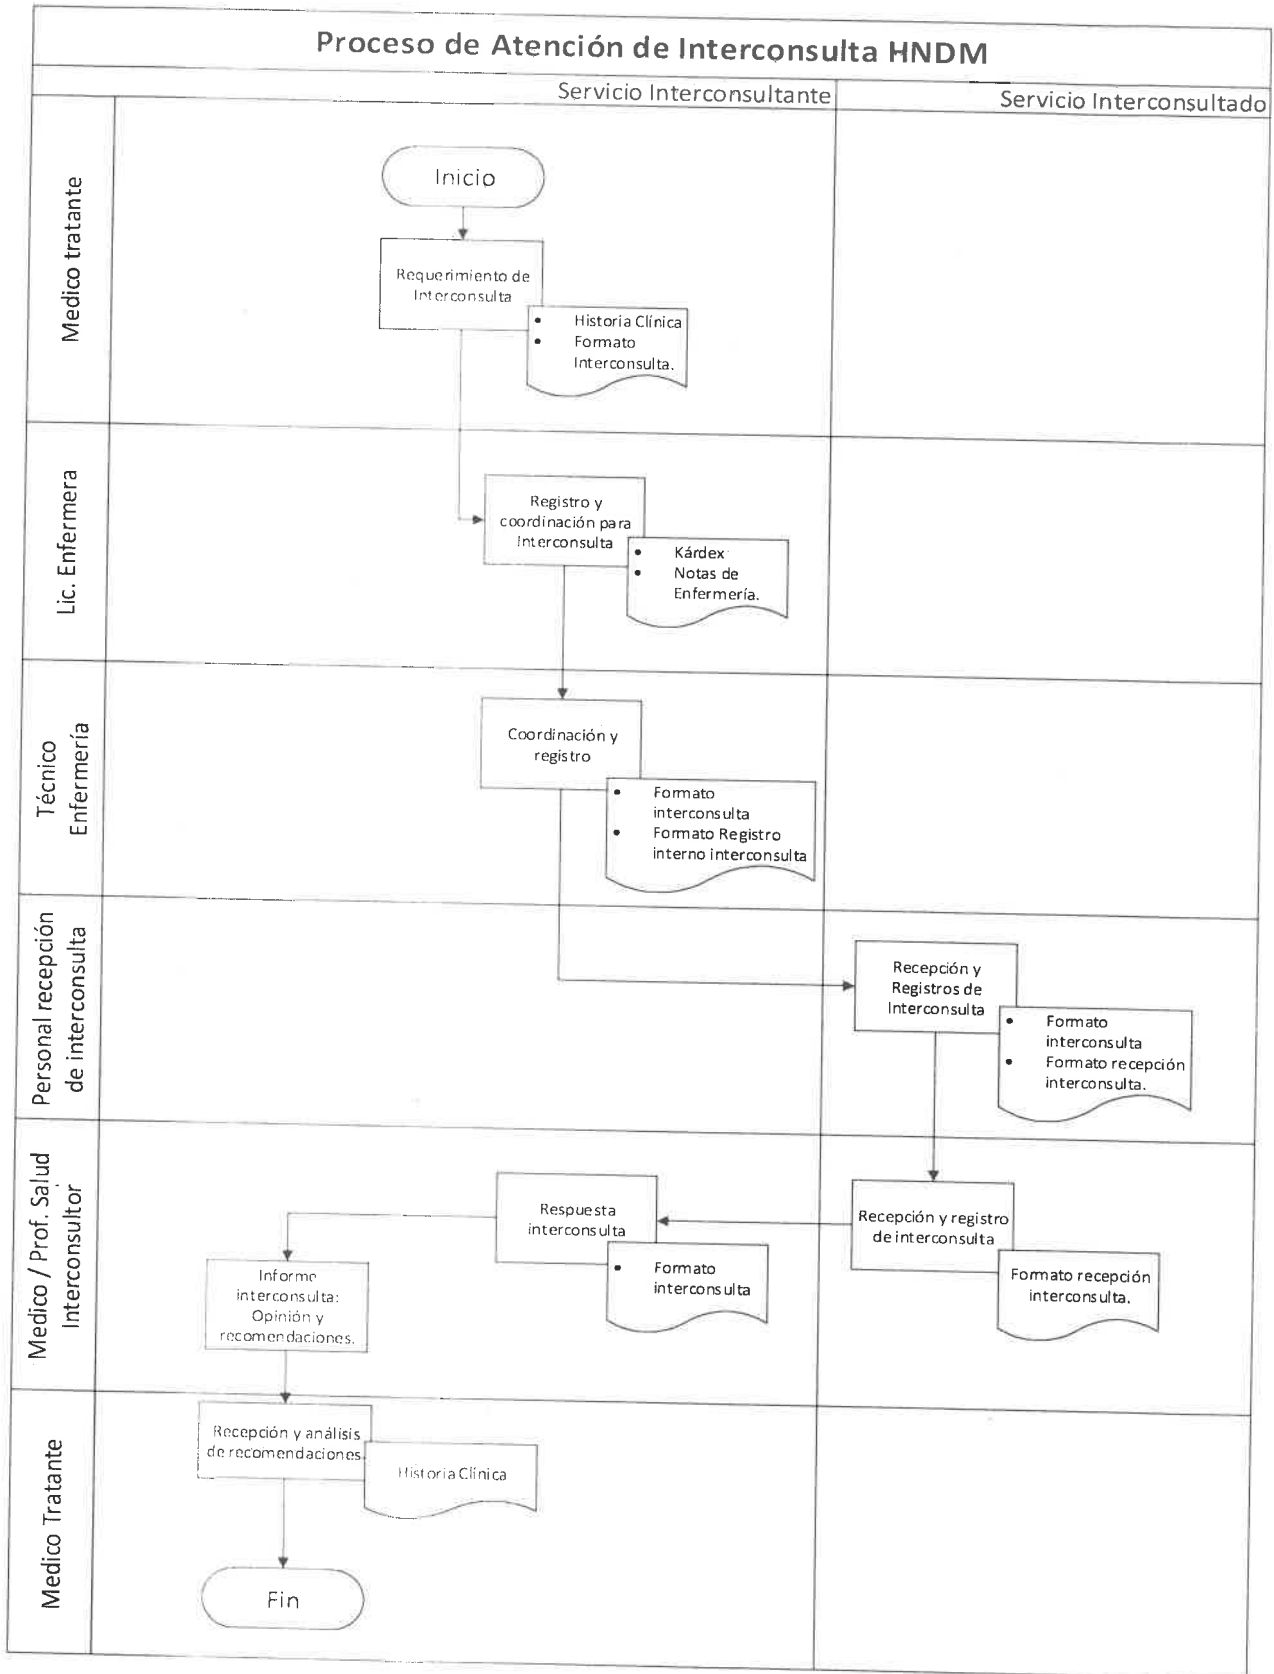 Proceso de Atención de Interconsulta HNDM
Servicio Interconsultante
Servicio Interconsultado
Medico tratante
Inicio
Requerimiento de
Interconsulta
• Historia Clínica
• Formato
Interconsulta.
Lic. Enfermera
Registro y
coordinación para
Interconsulta
• Kárdex
• Notas de
Enfermería.
Técnico
Enfermería
Coordinación y
registro
• Formato
interconsulta
• Formato Registro
interno interconsulta
Personal recepción
de interconsulta
Recepción y
Registros de
Interconsulta
• Formato
interconsulta
• Formato recepción
interconsulta.
Medico / Prof. Salud
Interconsultor
Recepción y registro
de interconsulta
Formato recepción
interconsulta.
Respuesta
interconsulta
• Formato
interconsulta
Informe
interconsulta:
Opinión y
recomendaciones.
Medico Tratante
Recepción y análisis
de recomendaciones.
Historia Clínica
Fin